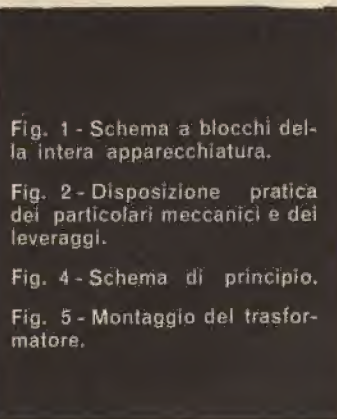 Fig. 1 - Schema a blocchi del-
la intera apparecchiatura.
Fig. 2 - Disposizione pratica
dei particolari meccanici e dei
leveraggi.
Fig. 4 - Schema di principio.
Fig. 5 - Montaggio del trasfor-
matore.